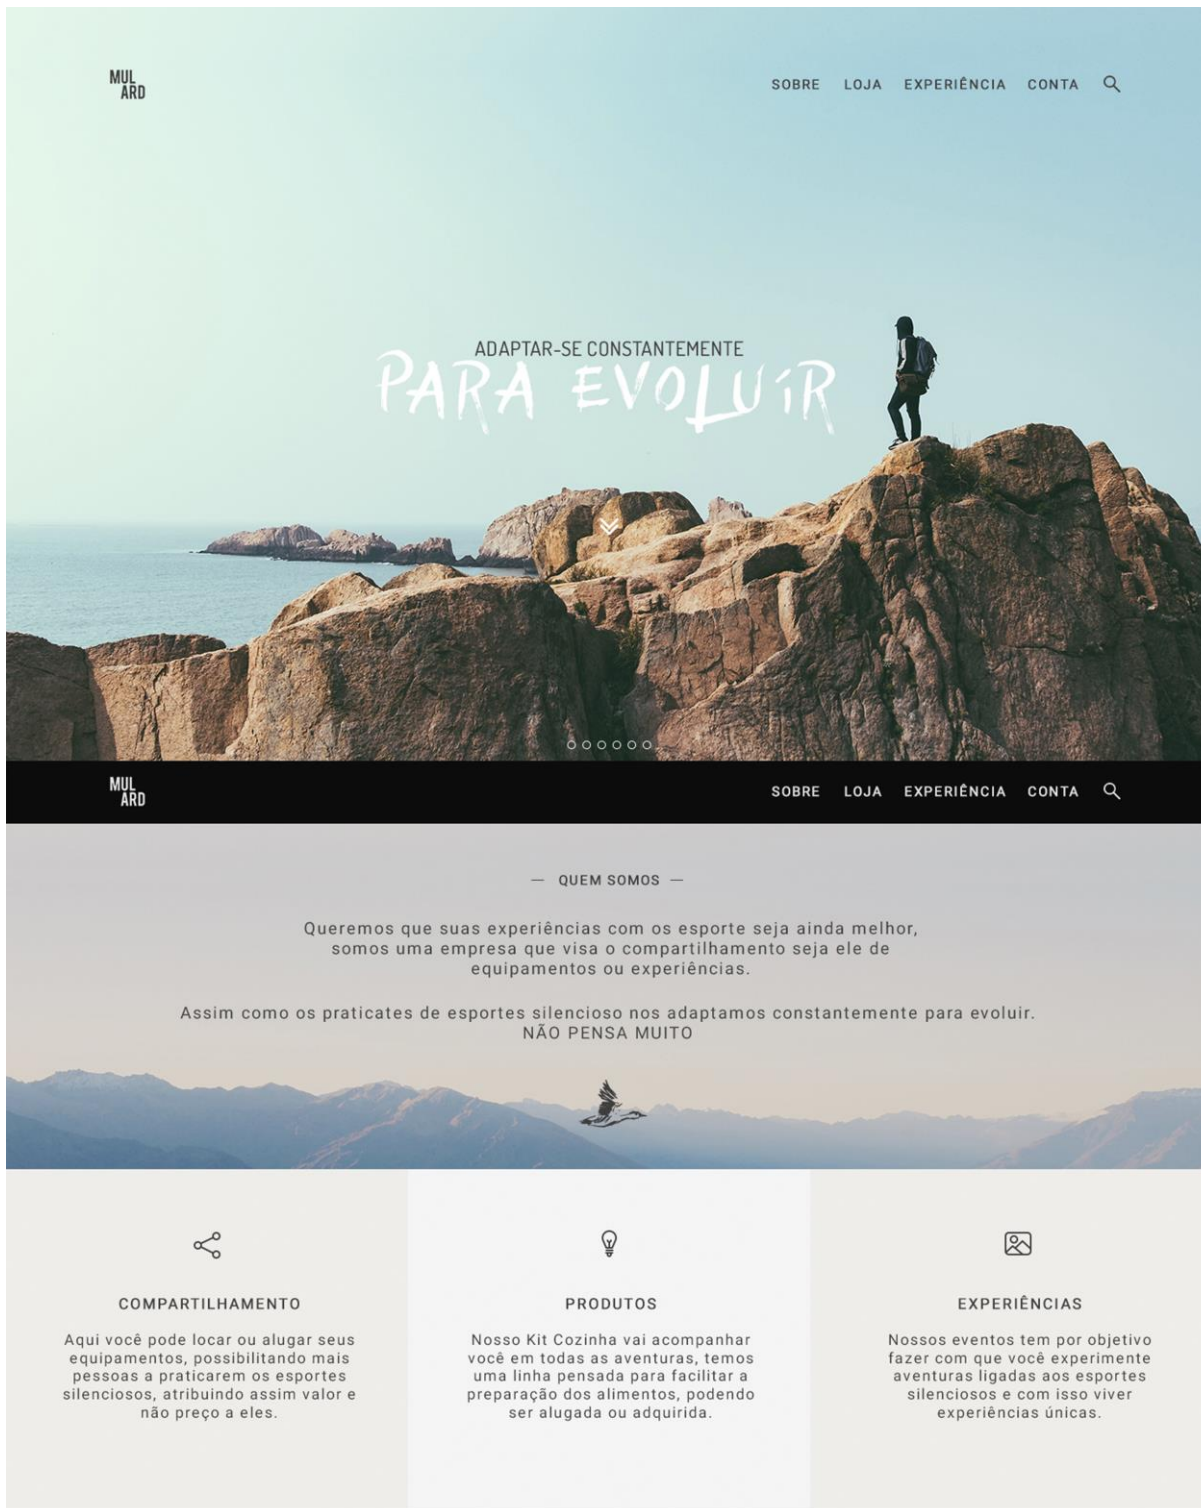 MUL
ARD
SOBRE LOJA EXPERIÊNCIA CONTA
ADAPTAR-SE CONSTANTEMENTE
PARA EVOLUíR
MUL
ARD
SOBRE LOJA EXPERIÊNCIA CONTA
— QUEM SOMOS —
Queremos que suas experiências com os esporte seja ainda melhor,
somos uma empresa que visa o compartilhamento seja ele de
equipamentos ou experiências.
Assim como os praticates de esportes silencioso nos adaptamos constantemente para evoluir.
NÃO PENSA MUITO
COMPARTILHAMENTO
Aqui você pode locar ou alugar seus
equipamentos, possibilitando mais
pessoas a praticarem os esportes
silenciosos, atribuindo assim valor e
não preço a eles.
PRODUTOS
Nosso Kit Cozinha vai acompanhar
você em todas as aventuras, temos
uma linha pensada para facilitar a
preparação dos alimentos, podendo
ser alugada ou adquirida.
EXPERIÊNCIAS
Nossos eventos tem por objetivo
fazer com que você experimente
aventuras ligadas aos esportes
silenciosos e com isso viver
experiências únicas.